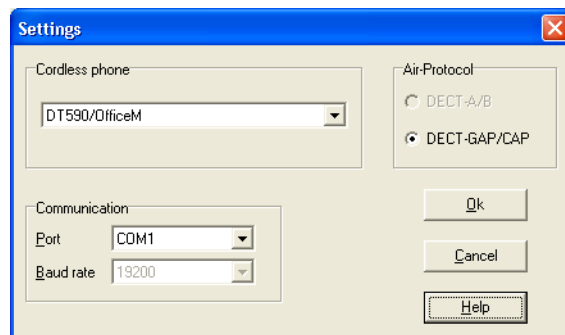 Settings
Cordless phone
DT590/OfficeM
Air-Protocol
DECT-A/B
DECT-GAP/CAP
Communication
Port COM1
Baud rate 19200
Ok
Cancel
Help